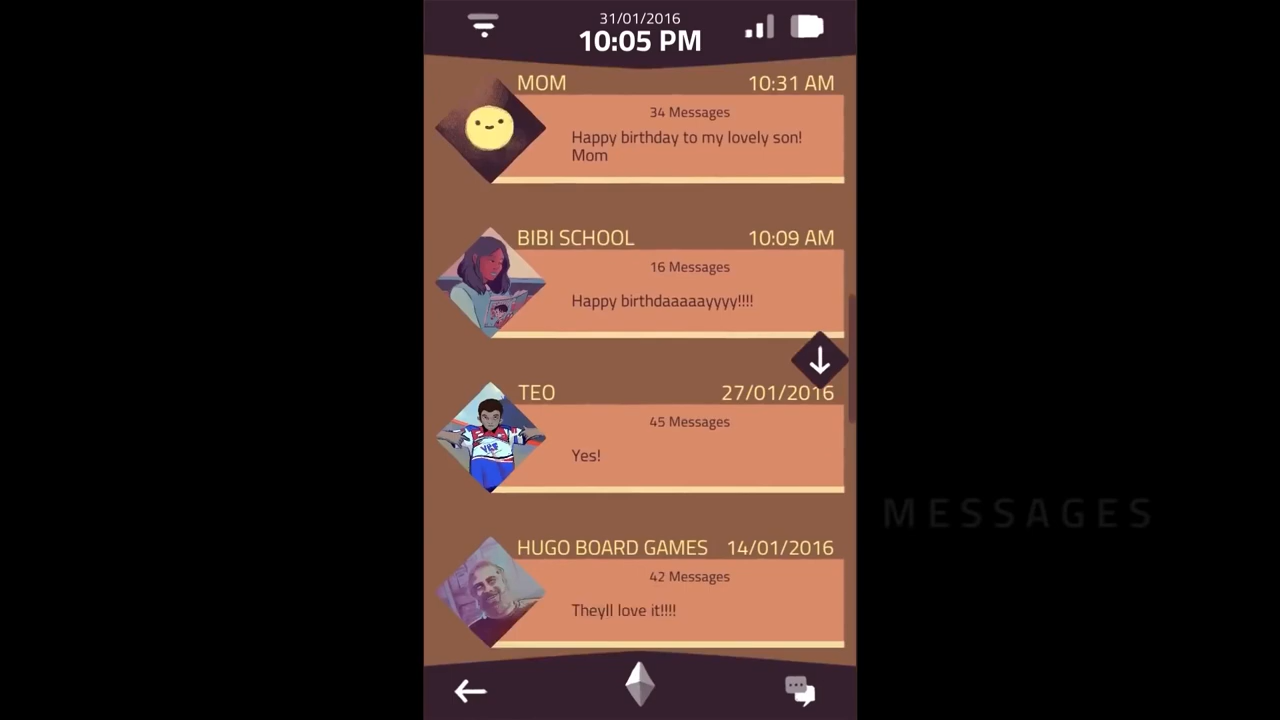 31/01/2016
10:05 PM
MOM 10:31 AM
34 Messages
Happy birthday to my lovely son!
Mom
BIBI SCHOOL 10:09 AM
16 Messages
Happy birthdaaaaayyyy!!!!
TEO 27/01/2016
45 Messages
Yes!
MESSAGES
HUGO BOARD GAMES 14/01/2016
42 Messages
Theyll love it!!!!